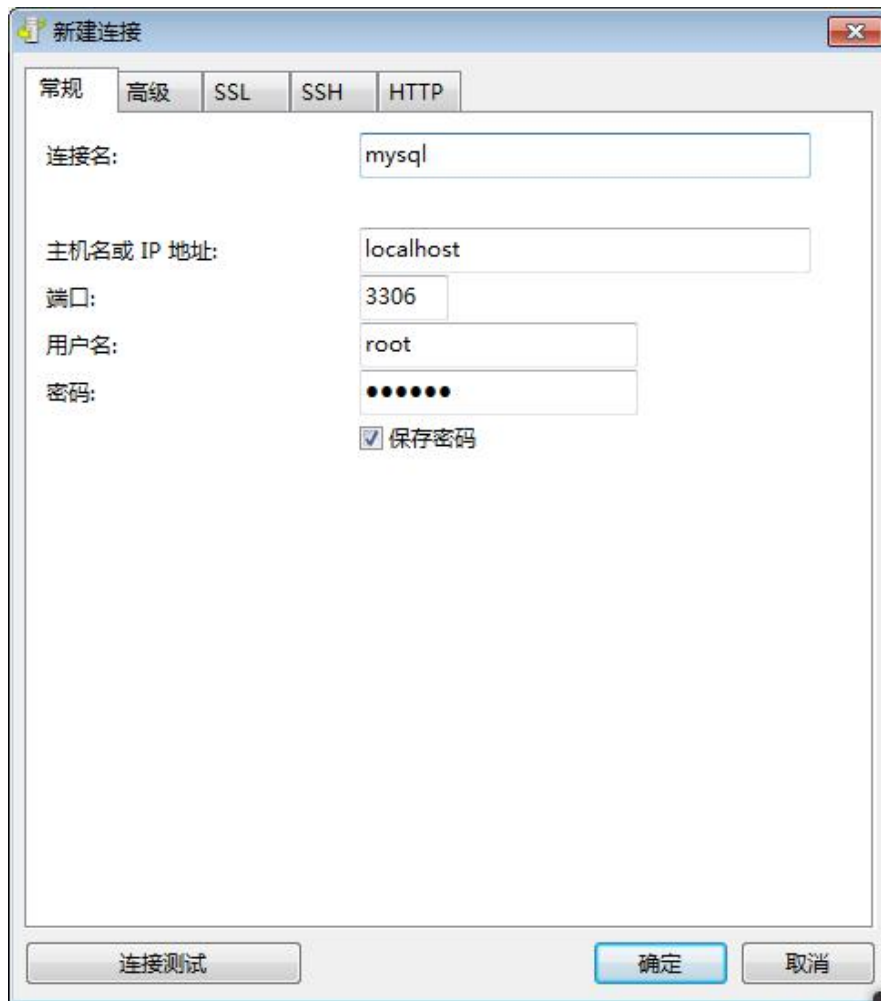 新建连接
常规 高级 SSL SSH HTTP
连接名: mysql
主机名或 IP 地址: localhost
端口: 3306
用户名: root
密码: ●●●●●●
保存密码
连接测试 确定 取消